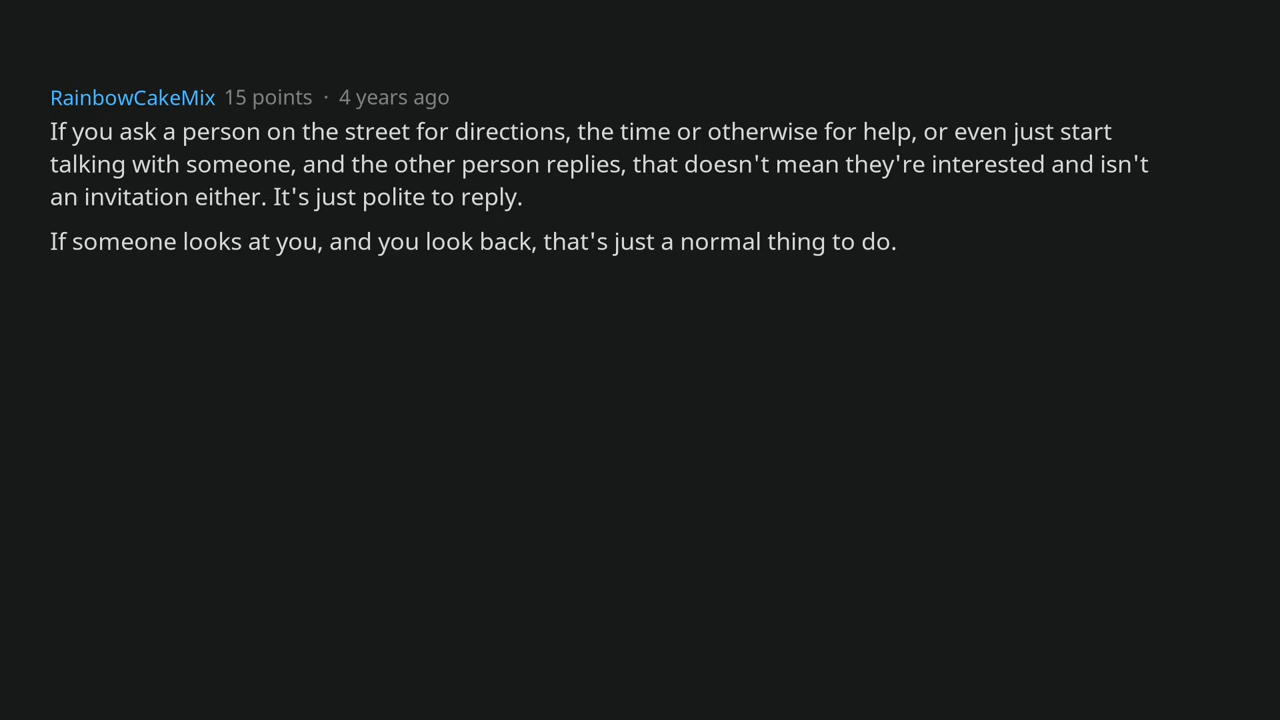 RainbowCakeMix 15 points · 4 years ago
If you ask a person on the street for directions, the time or otherwise for help, or even just start
talking with someone, and the other person replies, that doesn't mean they're interested and isn't
an invitation either. It's just polite to reply.
If someone looks at you, and you look back, that's just a normal thing to do.